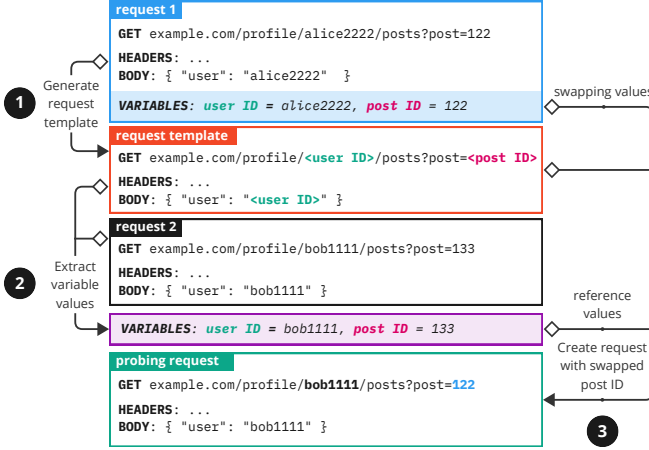 request 1
GET example.com/profile/alice2222/posts?post=122
HEADERS: ...
BODY: { "user": "alice2222"  }
VARIABLES: user ID = alice2222, post ID = 122
1
Generate
request
template
swapping values
request template
GET example.com/profile/<user ID>/posts?post=<post ID>
HEADERS: ...
BODY: { "user": "<user ID>" }
request 2
GET example.com/profile/bob1111/posts?post=133
HEADERS: ...
BODY: { "user": "bob1111" }
2
Extract
variable
values
VARIABLES: user ID = bob1111, post ID = 133
reference
values
probing request
GET example.com/profile/bob1111/posts?post=122
HEADERS: ...
BODY: { "user": "bob1111" }
Create request
with swapped
post ID
3